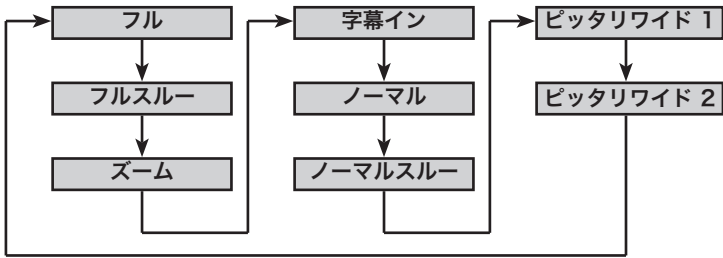 フル
フルスルー
ズーム
字幕イン
ノーマル
ノーマルスルー
ピッタリワイド 1
ピッタリワイド 2